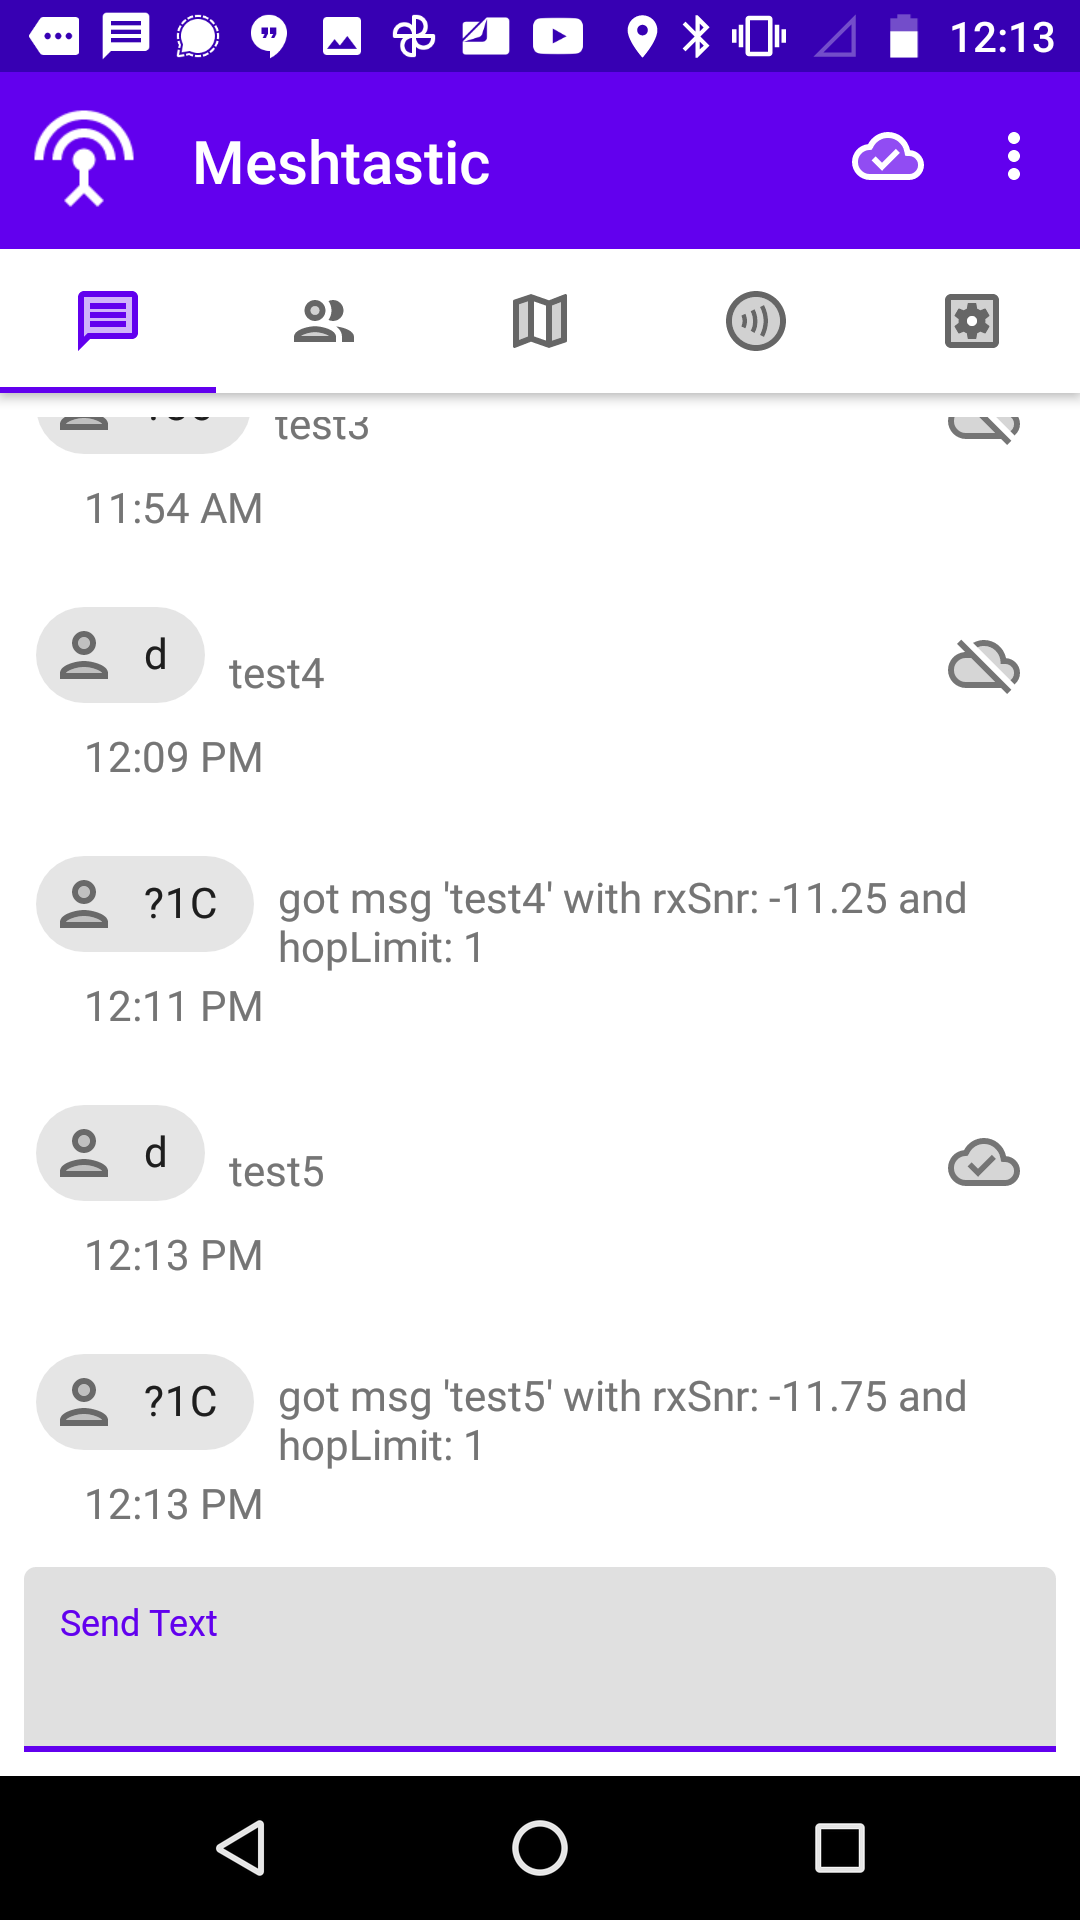 12:13
Meshtastic
test3
11:54 AM
d
test4
12:09 PM
?1C
got msg 'test4' with rxSnr: -11.25 and
hopLimit: 1
12:11 PM
d
test5
12:13 PM
?1C
got msg 'test5' with rxSnr: -11.75 and
hopLimit: 1
12:13 PM
Send Text